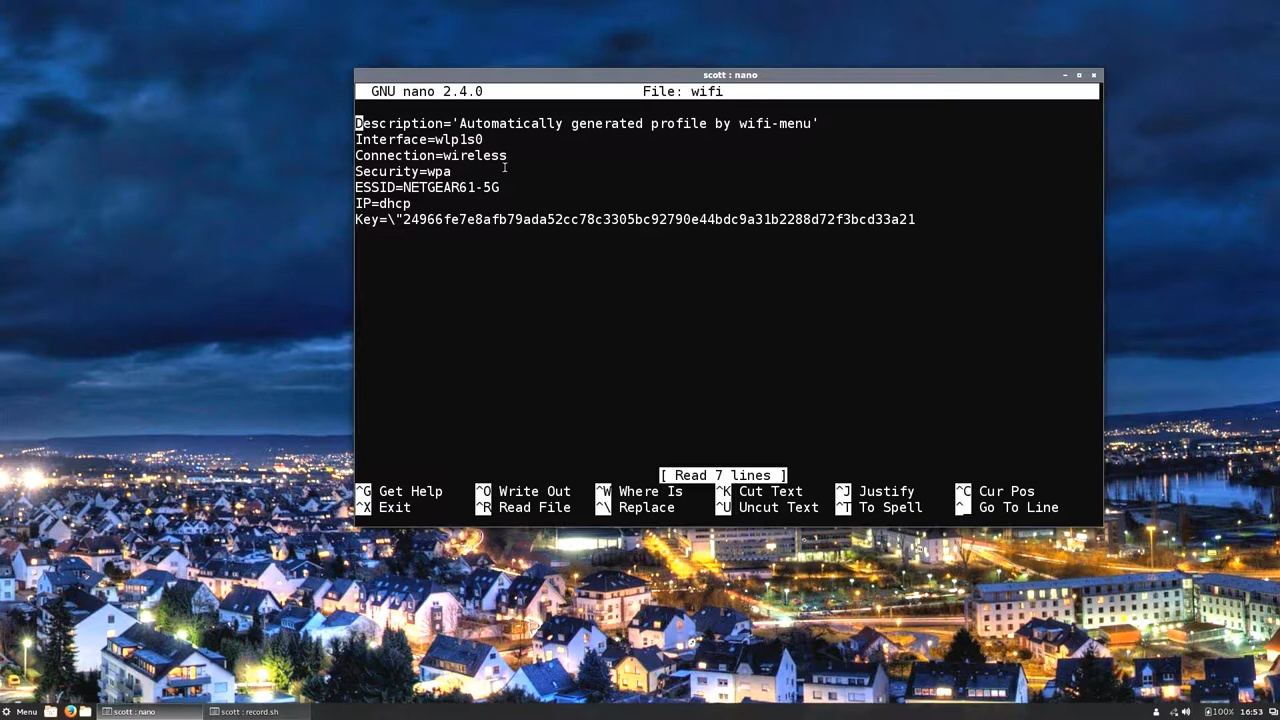 scott : nano
GNU nano 2.4.0 File: wifi
Description='Automatically generated profile by wifi-menu'
Interface=wlp1s0
Connection=wireless
Security=wpa
ESSID=NETGEAR61-5G
IP=dhcp
Key=\"24966fe7e8afb79ada52cc78c3305bc92790e44bdc9a31b2288d72f3bcd33a21
[ Read 7 lines ]
^G Get Help ^O Write Out ^W Where Is ^K Cut Text ^J Justify ^C Cur Pos
^X Exit ^R Read File ^\ Replace ^U Uncut Text ^T To Spell ^_ Go To Line
Menu scott : nano scott : record.sh 100% 16:53